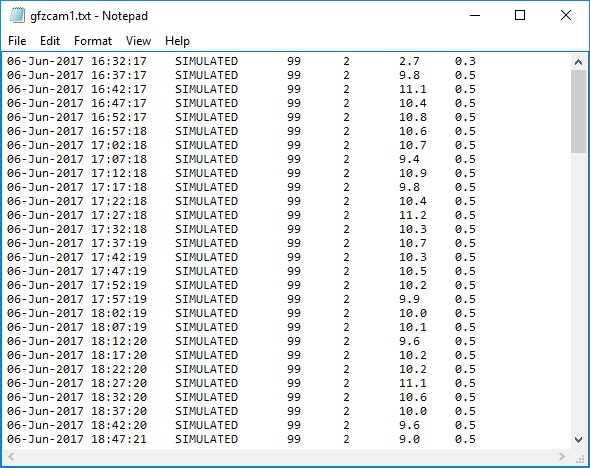 gfzcam1.txt - Notepad
File Edit Format View Help
06-Jun-2017 16:32:17 SIMULATED 99 2 2.7 0.3
06-Jun-2017 16:37:17 SIMULATED 99 2 9.8 0.5
06-Jun-2017 16:42:17 SIMULATED 99 2 11.1 0.5
06-Jun-2017 16:47:17 SIMULATED 99 2 10.4 0.5
06-Jun-2017 16:52:17 SIMULATED 99 2 10.8 0.5
06-Jun-2017 16:57:18 SIMULATED 99 2 10.6 0.5
06-Jun-2017 17:02:18 SIMULATED 99 2 10.7 0.5
06-Jun-2017 17:07:18 SIMULATED 99 2 9.4 0.5
06-Jun-2017 17:12:18 SIMULATED 99 2 10.9 0.5
06-Jun-2017 17:17:18 SIMULATED 99 2 9.8 0.5
06-Jun-2017 17:22:18 SIMULATED 99 2 10.4 0.5
06-Jun-2017 17:27:18 SIMULATED 99 2 11.2 0.5
06-Jun-2017 17:32:18 SIMULATED 99 2 10.3 0.5
06-Jun-2017 17:37:19 SIMULATED 99 2 10.7 0.5
06-Jun-2017 17:42:19 SIMULATED 99 2 10.3 0.5
06-Jun-2017 17:47:19 SIMULATED 99 2 10.5 0.5
06-Jun-2017 17:52:19 SIMULATED 99 2 10.2 0.5
06-Jun-2017 17:57:19 SIMULATED 99 2 9.9 0.5
06-Jun-2017 18:02:19 SIMULATED 99 2 10.0 0.5
06-Jun-2017 18:07:19 SIMULATED 99 2 10.1 0.5
06-Jun-2017 18:12:20 SIMULATED 99 2 9.6 0.5
06-Jun-2017 18:17:20 SIMULATED 99 2 10.2 0.5
06-Jun-2017 18:22:20 SIMULATED 99 2 10.2 0.5
06-Jun-2017 18:27:20 SIMULATED 99 2 11.1 0.5
06-Jun-2017 18:32:20 SIMULATED 99 2 10.6 0.5
06-Jun-2017 18:37:20 SIMULATED 99 2 10.0 0.5
06-Jun-2017 18:42:20 SIMULATED 99 2 9.6 0.5
06-Jun-2017 18:47:21 SIMULATED 99 2 9.0 0.5